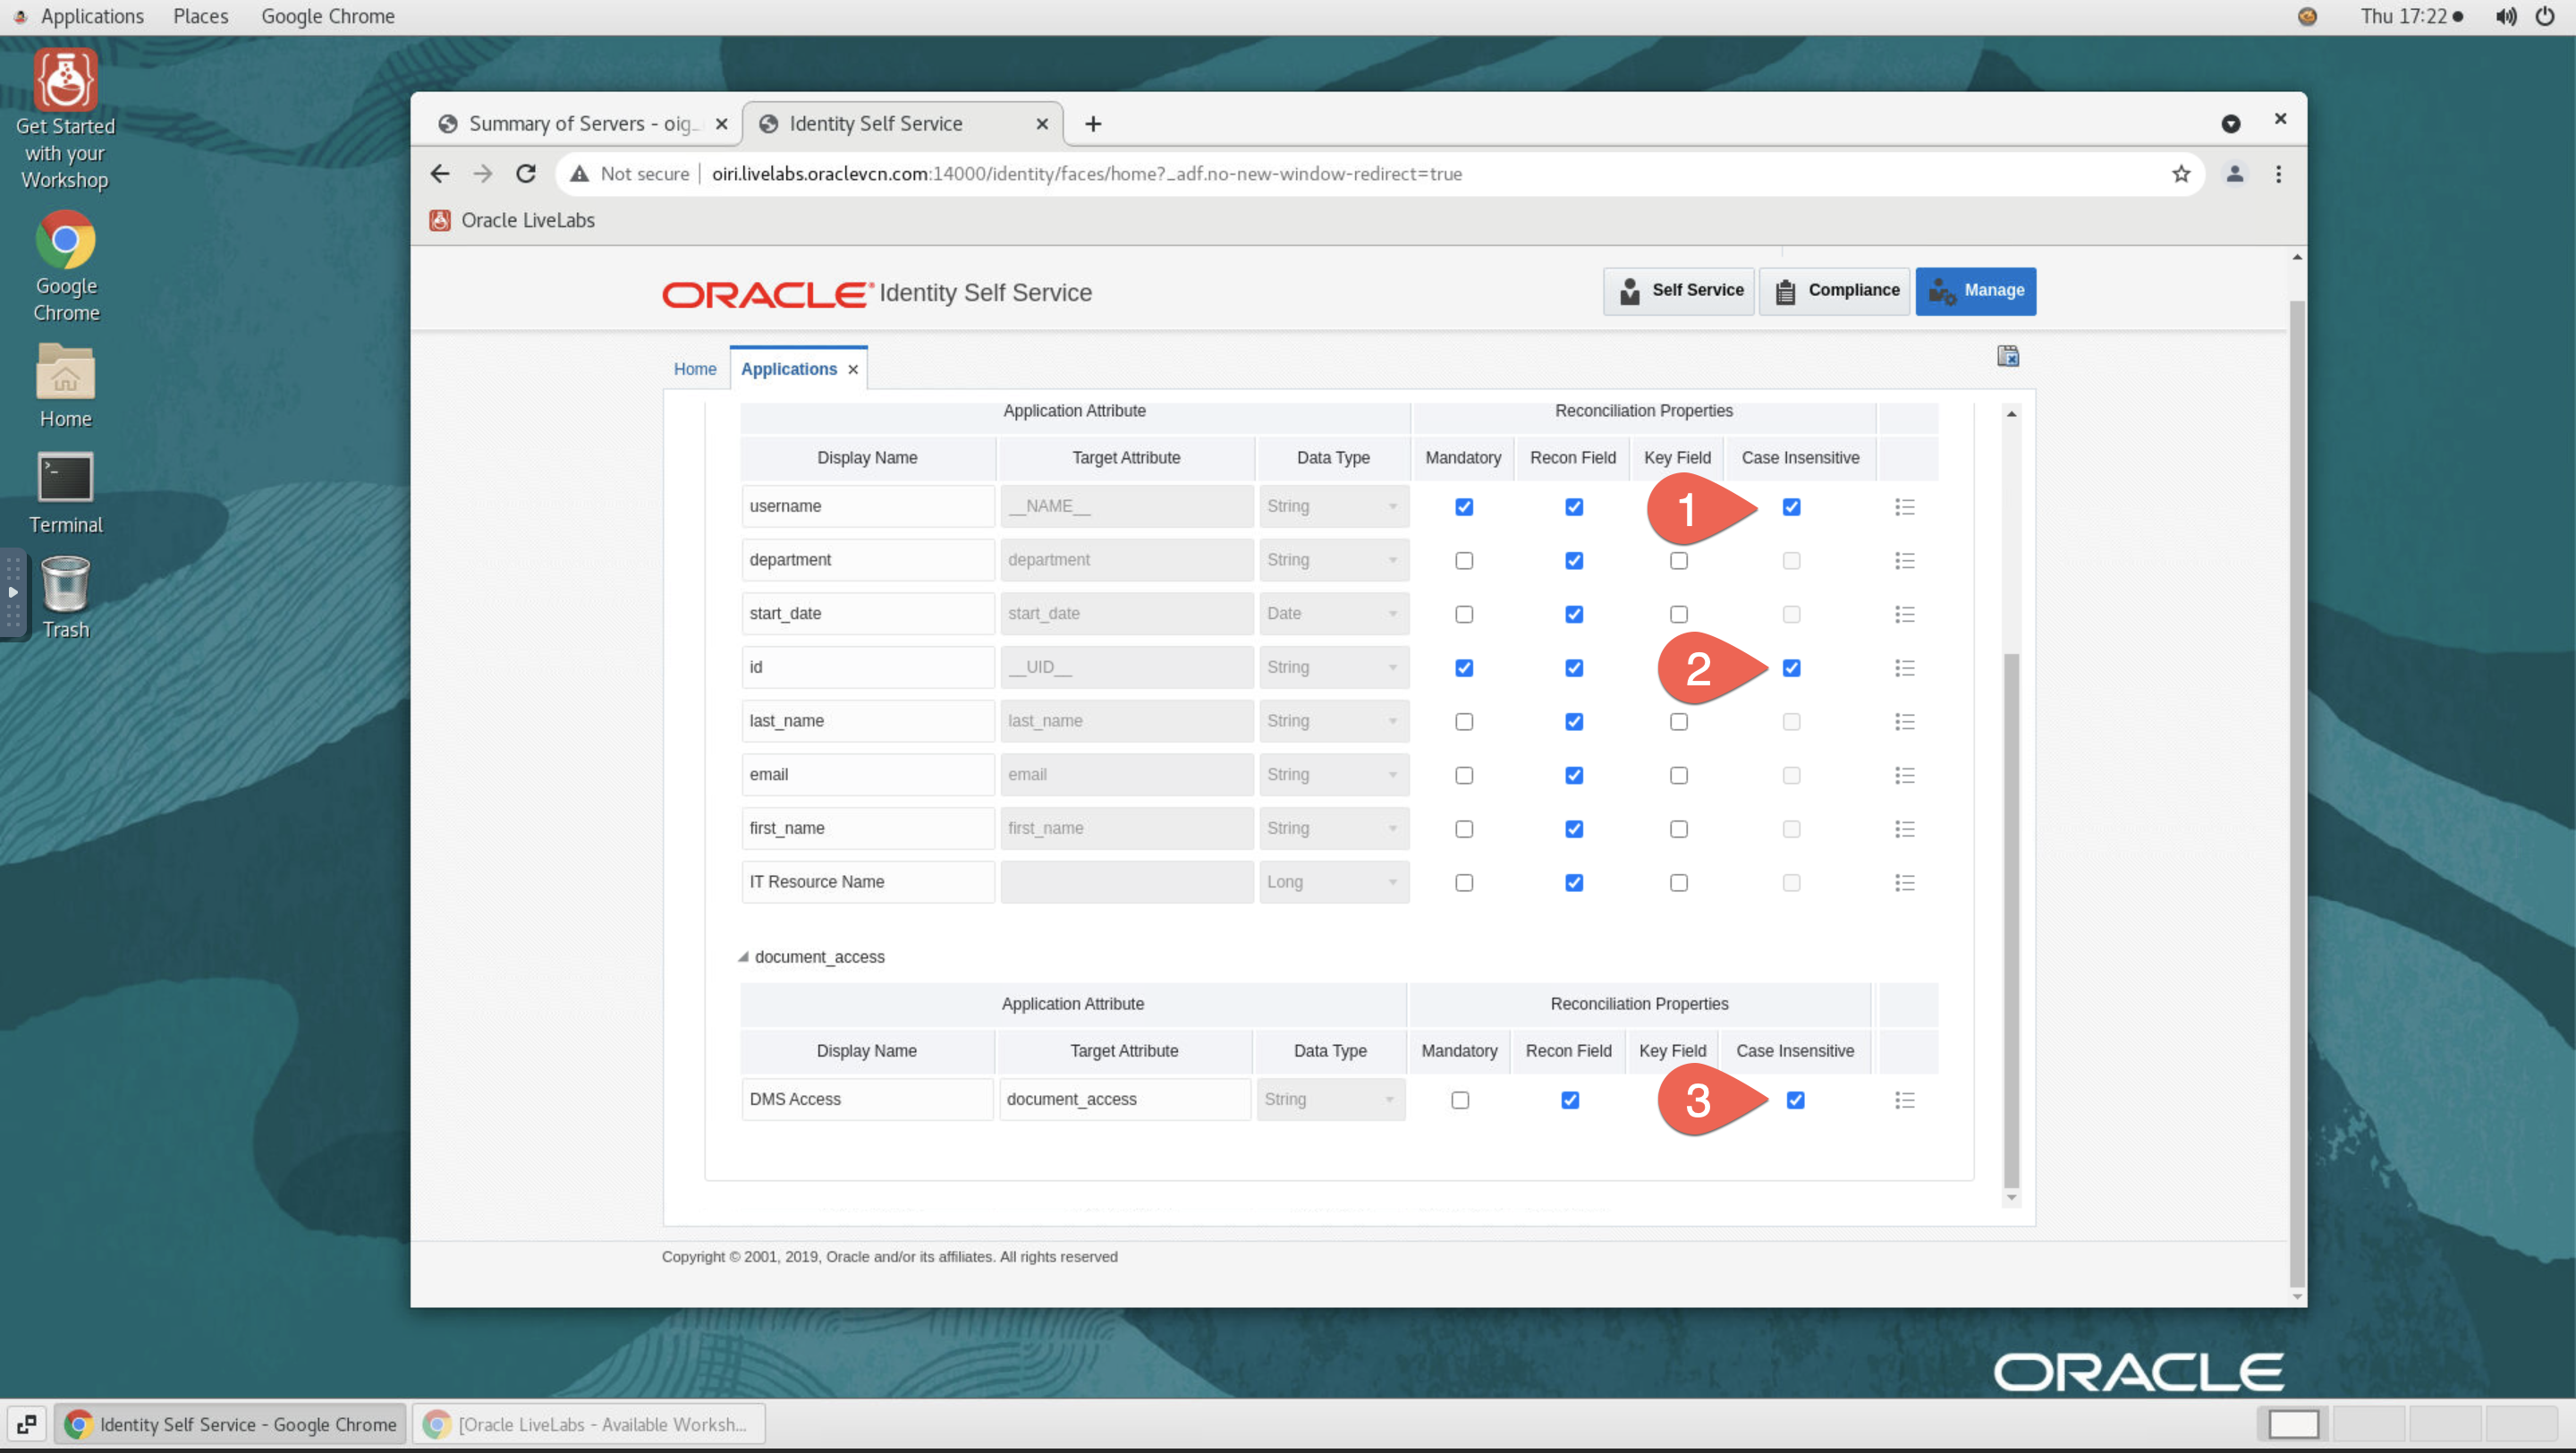 Applications Places Google Chrome Thu 17:22
Get Started
with your
Workshop
Google
Chrome
Home
Terminal
Trash
Summary of Servers - oig_ Identity Self Service
Not secure oiri.livelabs.oraclevcn.com:14000/identity/faces/home?_adf.no-new-window-redirect=true
Oracle LiveLabs
ORACLE® Identity Self Service Self Service Compliance Manage
Home Applications
Application Attribute Reconciliation Properties
Display Name Target Attribute Data Type Mandatory Recon Field Key Field Case Insensitive
username __NAME__ String 1
department department String
start_date start_date Date
id __UID__ String 2
last_name last_name String
email email String
first_name first_name String
IT Resource Name Long
document_access
Application Attribute Reconciliation Properties
Display Name Target Attribute Data Type Mandatory Recon Field Key Field Case Insensitive
DMS Access document_access String 3
Copyright © 2001, 2019, Oracle and/or its affiliates. All rights reserved
ORACLE
Identity Self Service - Google Chrome [Oracle LiveLabs - Available Worksh...